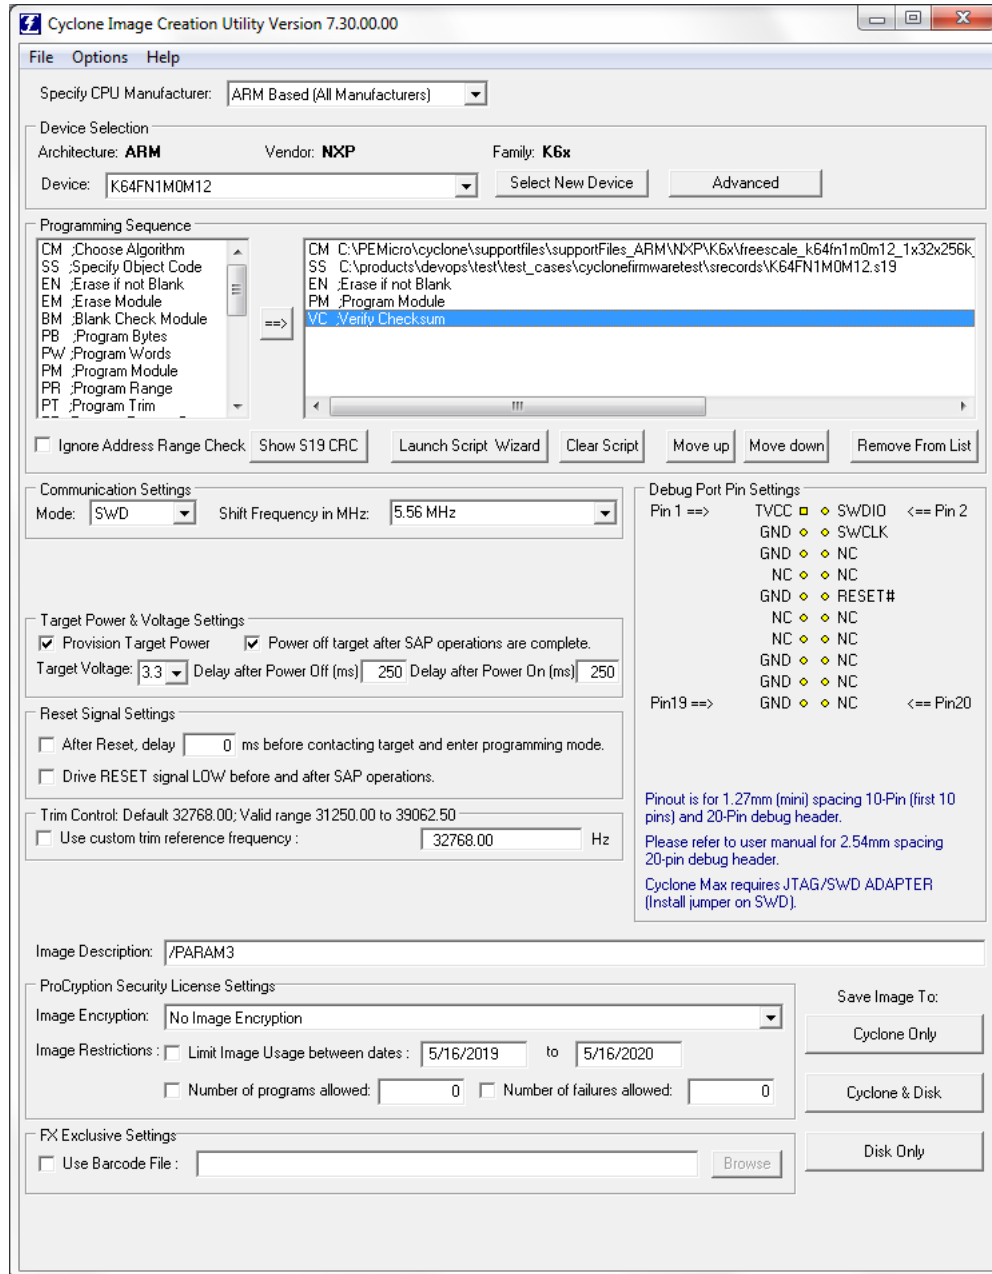 Cyclone Image Creation Utility Version 7.30.00.00
File Options Help
Specify CPU Manufacturer: ARM Based (All Manufacturers)
Device Selection
Architecture: ARM Vendor: NXP Family: K6x
Device: K64FN1M0M12 Select New Device Advanced
Programming Sequence
CM ;Choose Algorithm
SS ;Specify Object Code
EN ;Erase if not Blank
EM ;Erase Module
BM ;Blank Check Module
PB ;Program Bytes
PW ;Program Words
PM ;Program Module
PR ;Program Range
PT ;Program Trim
==>
CM C:\PEMicro\cyclone\supportfiles\supportFiles_ARM\NXP\K6x\freescale_k64fn1m0m12_1x32x256k_
SS C:\products\devops\test\test_cases\cyclonefirmwaretest\srecords\K64FN1M0M12.s19
EN ;Erase if not Blank
PM ;Program Module
VC ;Verify Checksum
Ignore Address Range Check Show S19 CRC Launch Script Wizard Clear Script Move up Move down Remove From List
Communication Settings
Mode: SWD Shift Frequency in MHz: 5.56 MHz
Target Power & Voltage Settings
Provision Target Power Power off target after SAP operations are complete.
Target Voltage: 3.3 Delay after Power Off (ms) 250 Delay after Power On (ms) 250
Reset Signal Settings
After Reset, delay 0 ms before contacting target and enter programming mode.
Drive RESET signal LOW before and after SAP operations.
Trim Control: Default 32768.00; Valid range 31250.00 to 39062.50
Use custom trim reference frequency : 32768.00 Hz
Debug Port Pin Settings
Pin 1 ==> TVCC SWDIO <== Pin 2
GND SWCLK
GND NC
NC NC
GND RESET#
NC NC
NC NC
GND NC
GND NC
Pin19 ==> GND NC <== Pin20
Pinout is for 1.27mm (mini) spacing 10-Pin (first 10
pins) and 20-Pin debug header.
Please refer to user manual for 2.54mm spacing
20-pin debug header.
Cyclone Max requires JTAG/SWD ADAPTER
(Install jumper on SWD).
Image Description: /PARAM3
ProCryption Security License Settings
Image Encryption: No Image Encryption
Image Restrictions : Limit Image Usage between dates : 5/16/2019 to 5/16/2020
Number of programs allowed: 0 Number of failures allowed: 0
Save Image To:
Cyclone Only
Cyclone & Disk
Disk Only
FX Exclusive Settings
Use Barcode File : Browse